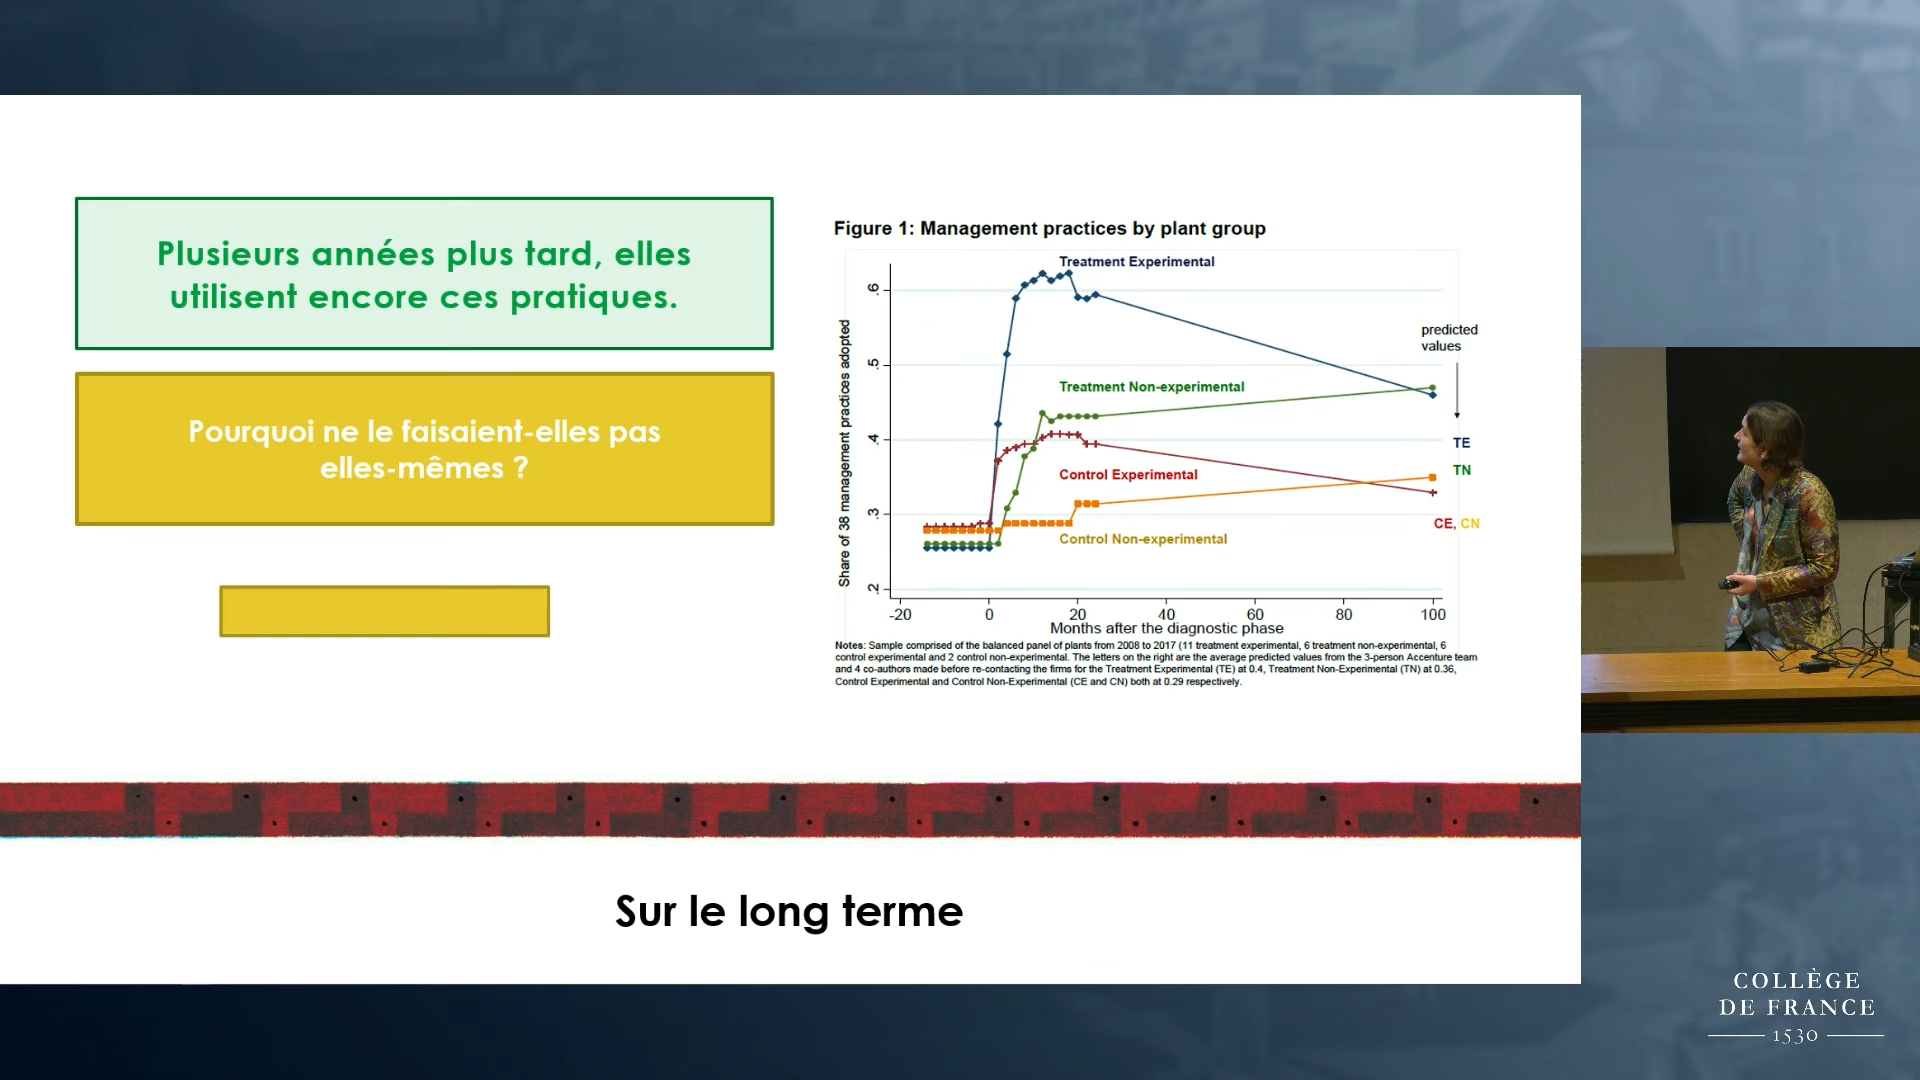 Plusieurs années plus tard, elles
utilisent encore ces pratiques.
Pourquoi ne le faisaient-elles pas
elles-mêmes ?
Figure 1: Management practices by plant group
Share of 38 management practices adopted
.6
.5
.4
.3
.2
Treatment Experimental
Treatment Non-experimental
Control Experimental
Control Non-experimental
predicted
values
TE
TN
CE, CN
-20 0 20 40 60 80 100
Months after the diagnostic phase
Notes: Sample comprised of the balanced panel of plants from 2008 to 2017 (11 treatment experimental, 6 treatment non-experimental, 6
control experimental and 2 control non-experimental. The letters on the right are the average predicted values from the 3-person Accenture team
and 4 co-authors made before re-contacting the firms for the Treatment Experimental (TE) at 0.4, Treatment Non-Experimental (TN) at 0.36,
Control Experimental and Control Non-Experimental (CE and CN) both at 0.29 respectively.
Sur le long terme
COLLÈGE
DE FRANCE
1530